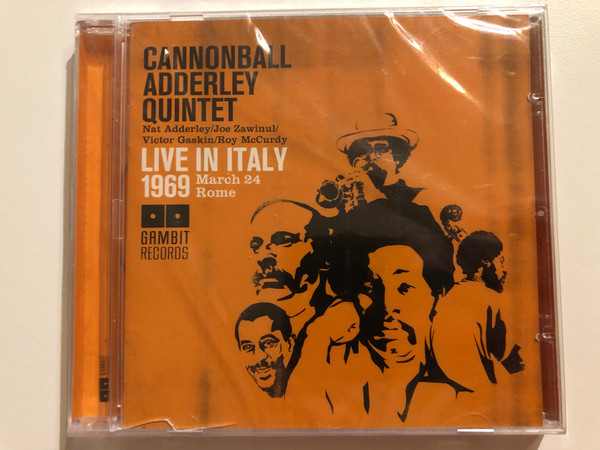 CANNONBALL
ADDERLEY
QUINTET
Nat Adderley/Joe Zawinul/
Victor Gaskin/Roy McCurdy
LIVE IN ITALY
1969 March 24
Rome
GAMBIT
RECORDS
GAMBIT